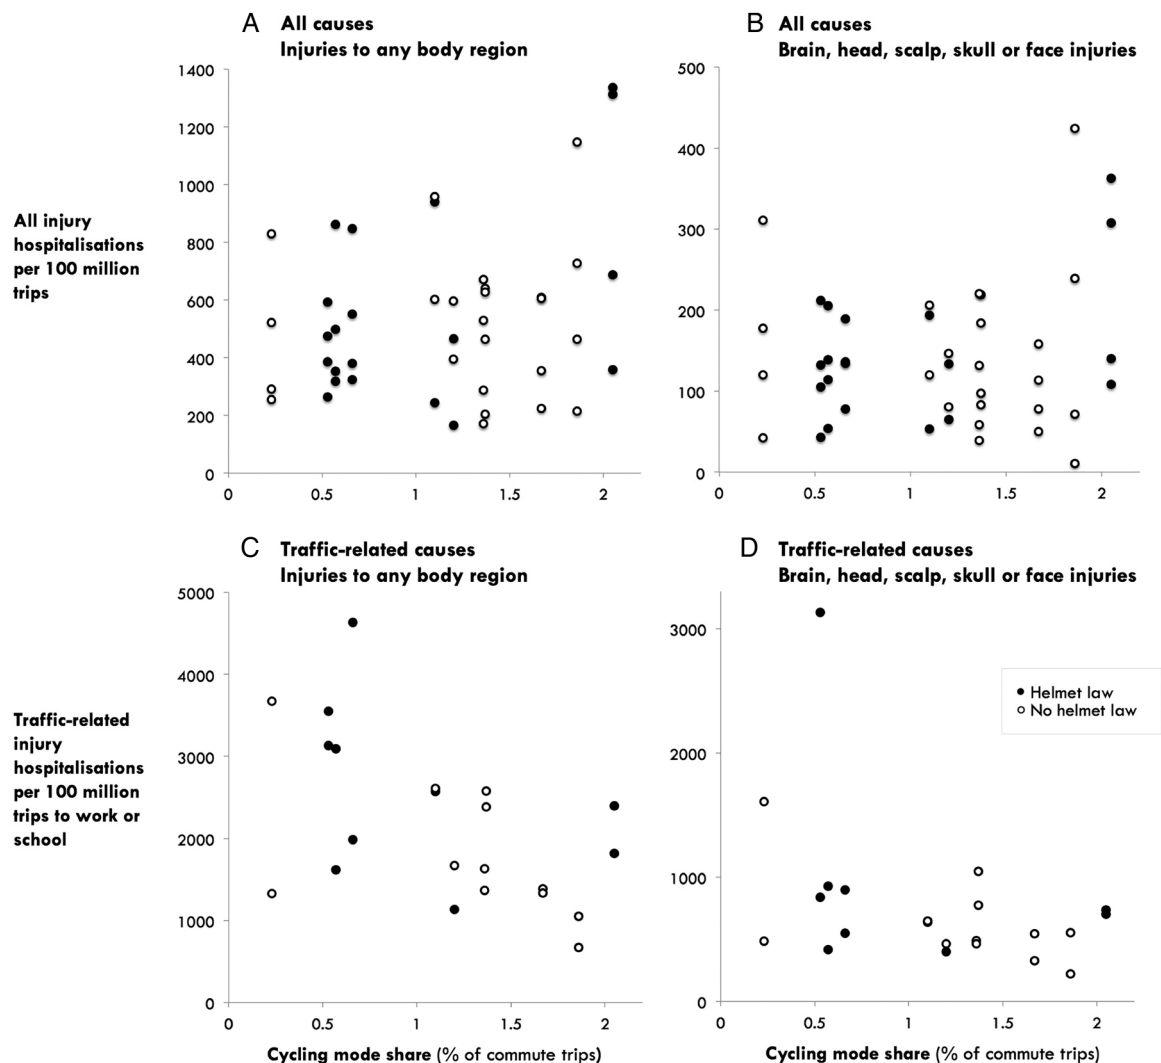 A All causes
Injuries to any body region
B All causes
Brain, head, scalp, skull or face injuries
All injury
hospitalisations
per 100 million
trips
1400
1200
1000
800
600
400
200
0
0 0.5 1 1.5 2
500
400
300
200
100
0
0 0.5 1 1.5 2
C Traffic-related causes
Injuries to any body region
D Traffic-related causes
Brain, head, scalp, skull or face injuries
Traffic-related
injury
hospitalisations
per 100 million
trips to work or
school
5000
4000
3000
2000
1000
0
0 0.5 1 1.5 2
Cycling mode share (% of commute trips)
3000
2000
1000
0
0 0.5 1 1.5 2
Cycling mode share (% of commute trips)
Helmet law
No helmet law